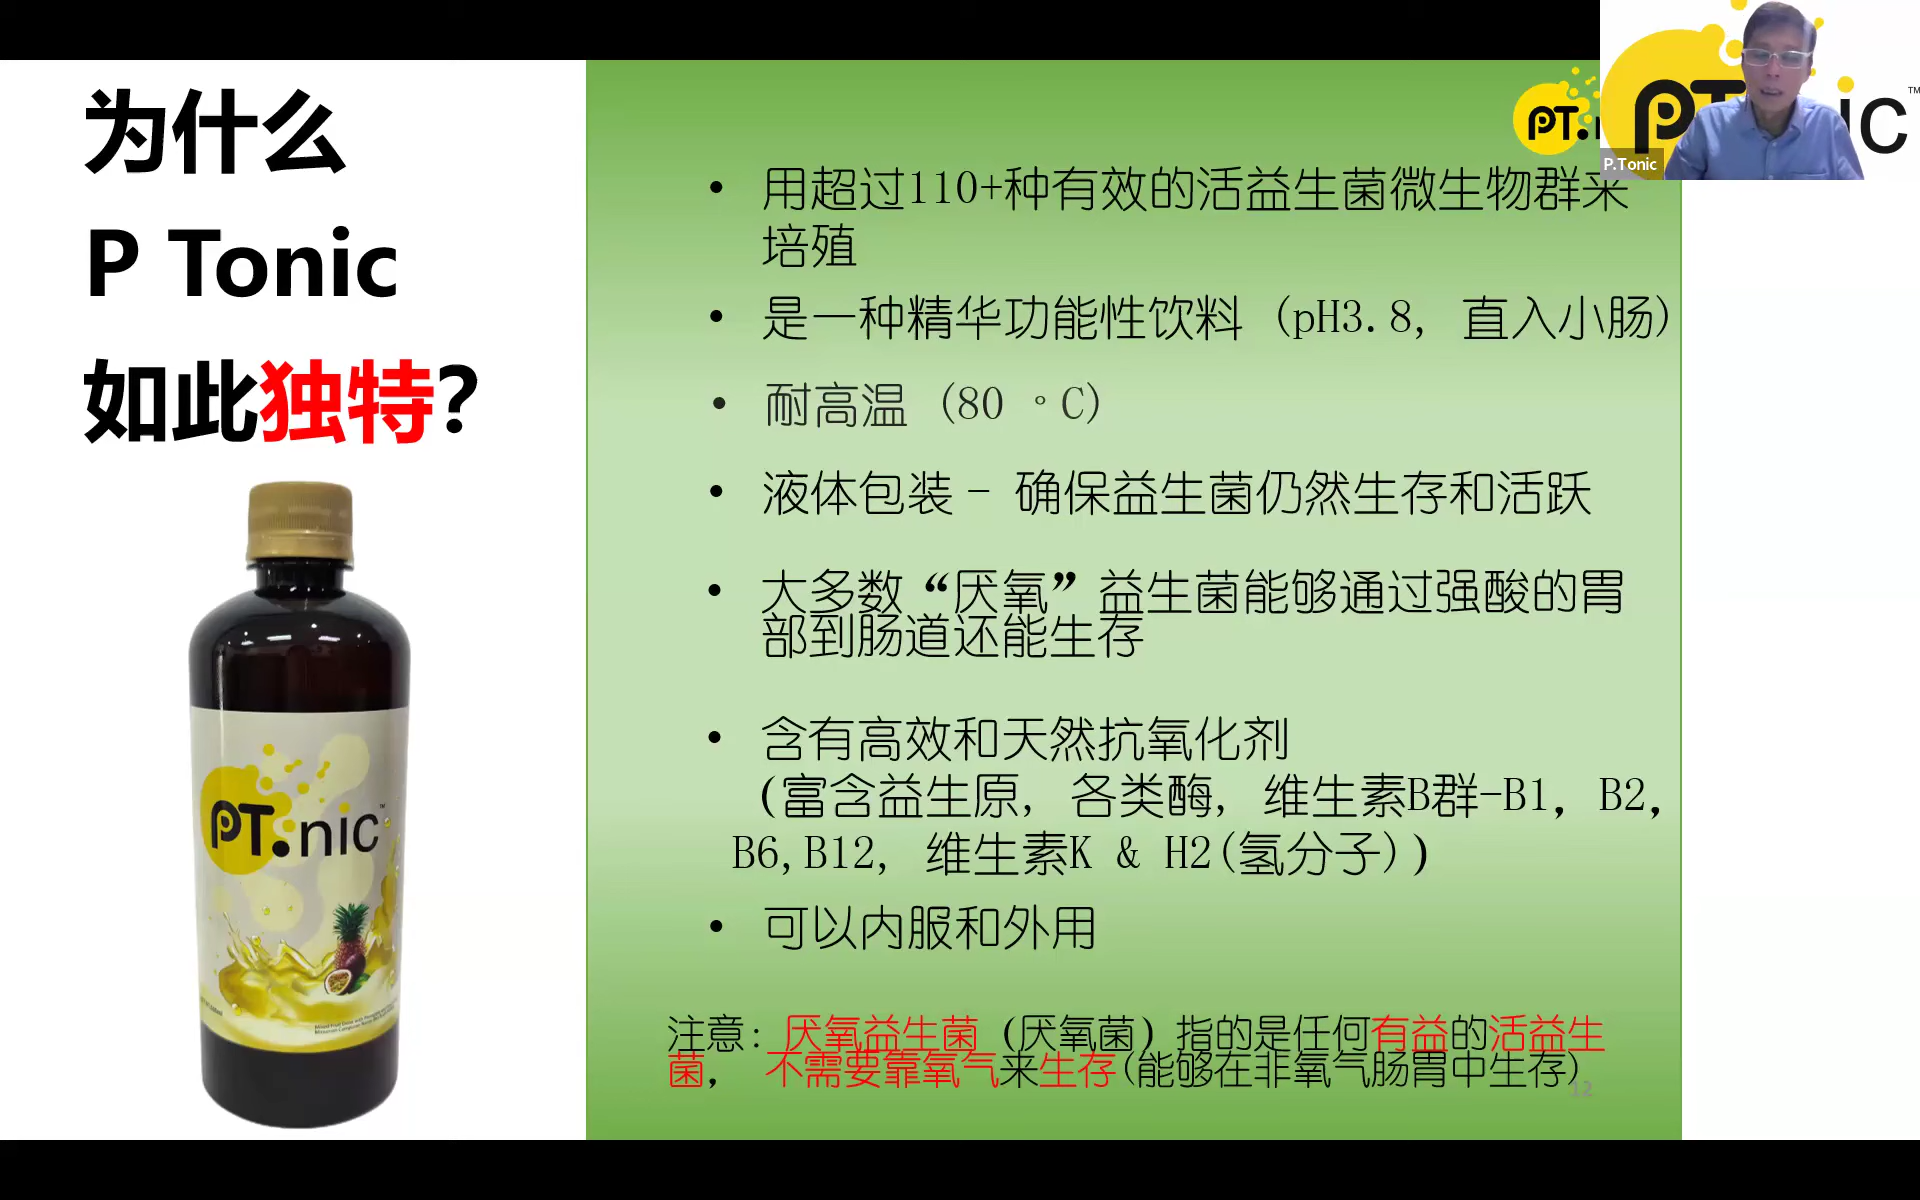 为什么
P Tonic
如此独特?
用超过110+种有效的活益生菌微生物群来
培殖
是一种精华功能性饮料 (pH3.8, 直入小肠)
耐高温 (80 °C)
液体包装 - 确保益生菌仍然生存和活跃
大多数“厌氧”益生菌能够通过强酸的胃
部到肠道还能生存
含有高效和天然抗氧化剂
(富含益生原, 各类酶, 维生素B群-B1, B2,
B6,B12, 维生素K & H2(氢分子))
可以内服和外用
注意: 厌氧益生菌 (厌氧菌) 指的是任何有益的活益生
菌, 不需要靠氧气来生存(能够在非氧气肠胃中生存)
12
PT.nic™
PT.
P.Tonic